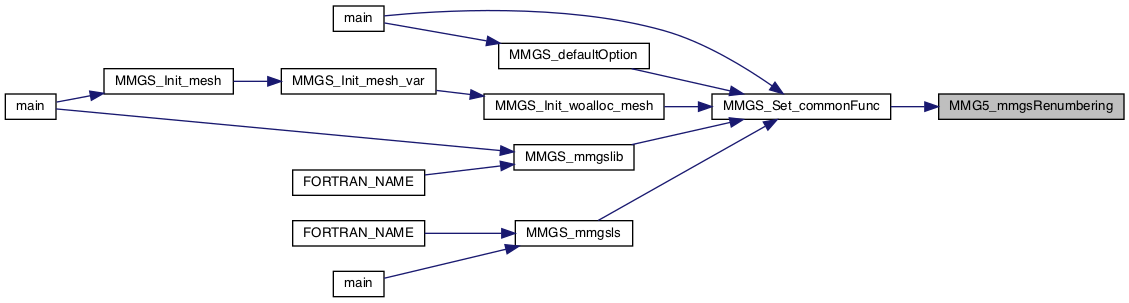 main
MMGS_defaultOption
MMGS_Init_mesh
MMGS_Init_mesh_var
main
MMGS_Init_woalloc_mesh
MMGS_Set_commonFunc
MMG5_mmgsRenumbering
MMGS_mmgslib
FORTRAN_NAME
FORTRAN_NAME
MMGS_mmgsls
main